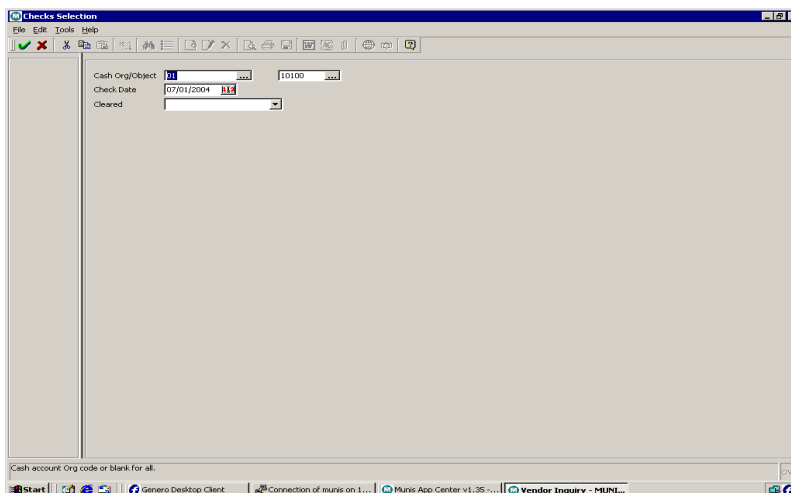 Checks Selection
File Edit Tools Help
Cash Org/Object 01 ... 10100 ...
Check Date 07/01/2004
Cleared
Cash account Org code or blank for all.
Start Genero Desktop Client Connection of munis on 1... Munis App Center v1.35 -... Vendor Inquiry - MUNI...